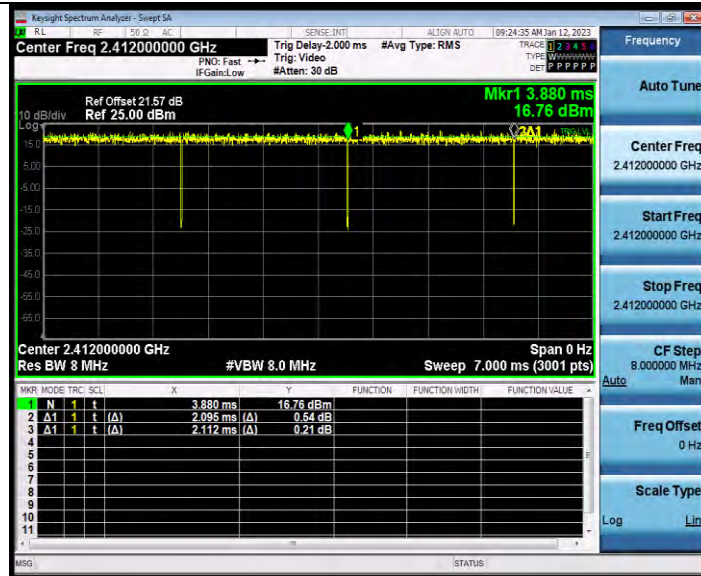 Keysight Spectrum Analyzer - Swept SA
RL RF 50 Ω AC SENSE:INT ALIGN AUTO 09:24:35 AM Jan 12, 2023
Center Freq 2.412000000 GHz
PNO: Fast
IFGain:Low
Trig Delay-2.000 ms
Trig: Video
#Atten: 30 dB
#Avg Type: RMS
TRACE 1 2 3 4 5 6
TYPE
DET P P P P P P
Mkr1 3.880 ms
16.76 dBm
Ref Offset 21.57 dB
10 dB/div Ref 25.00 dBm
Log
1
2Δ1
TRIG LVL
15.0
5.00
-5.00
-15.0
-25.0
-35.0
-45.0
-55.0
-65.0
Center 2.412000000 GHz Span 0 Hz
Res BW 8 MHz #VBW 8.0 MHz Sweep 7.000 ms (3001 pts)
MKR MODE TRC SCL X Y FUNCTION FUNCTION WIDTH FUNCTION VALUE
1 N 1 t 3.880 ms 16.76 dBm
2 Δ1 1 t (Δ) 2.095 ms (Δ) 0.54 dB
3 Δ1 1 t (Δ) 2.112 ms (Δ) 0.21 dB
4
5
6
7
8
9
10
11
MSG STATUS
Frequency
Auto Tune
Center Freq
2.412000000 GHz
Start Freq
2.412000000 GHz
Stop Freq
2.412000000 GHz
CF Step
8.000000 MHz
Auto Man
Freq Offset
0 Hz
Scale Type
Log Lin